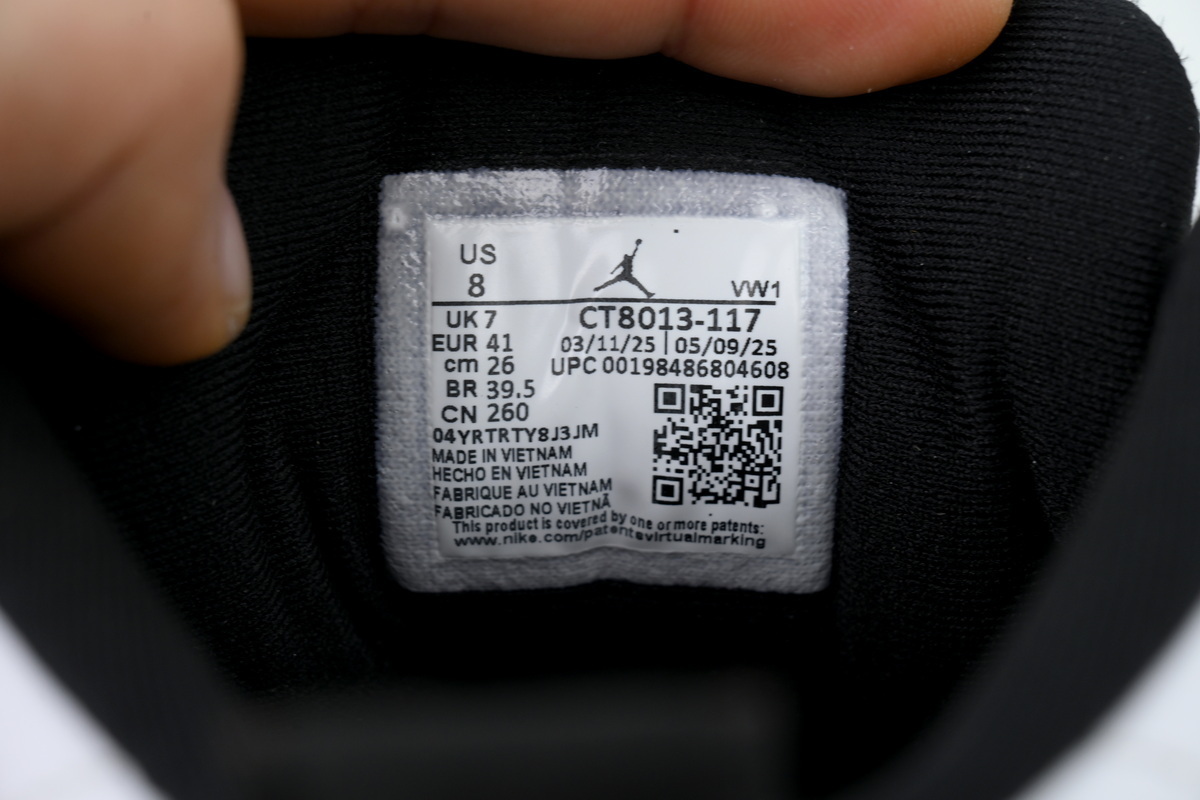 US
8
VW1
UK 7
CT8013-117
EUR 41
03/11/25 | 05/09/25
cm 26
UPC 00198486804608
BR 39.5
CN 260
04YRTRTY8J3JM
MADE IN VIETNAM
HECHO EN VIETNAM
FABRIQUE AU VIETNAM
FABRICADO NO VIETNÃ
This product is covered by one or more patents:
www.nike.com/patentsvirtualmarking